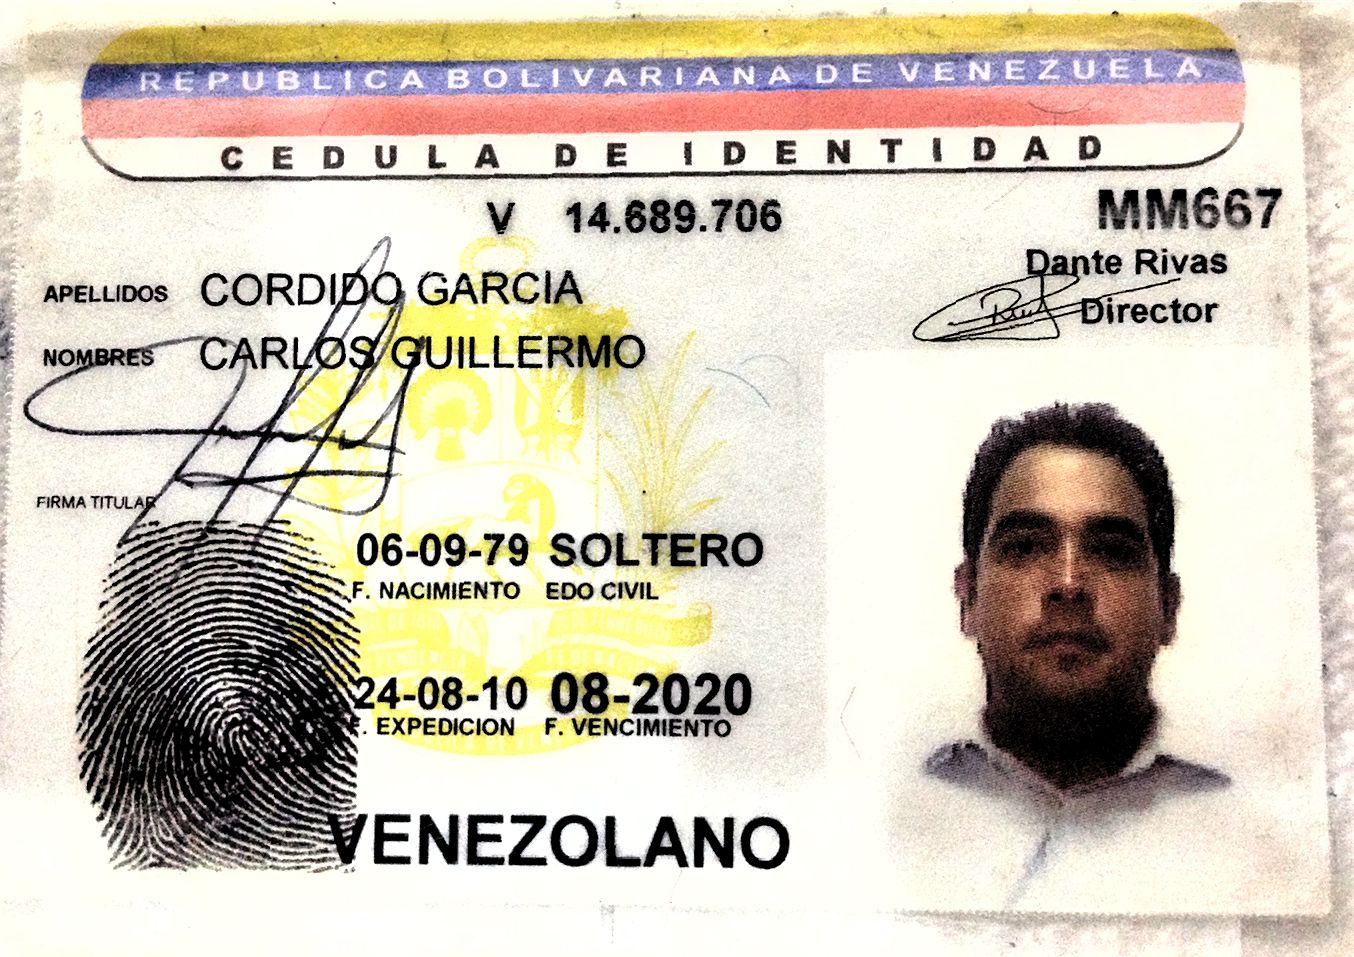 REPUBLICA BOLIVARIANA DE VENEZUELA
CEDULA DE IDENTIDAD
V 14.689.706
MM667
Dante Rivas
Director
APELLIDOS CORDIDO GARCIA
NOMBRES CARLOS GUILLERMO
FIRMA TITULAR
06-09-79 SOLTERO
F. NACIMIENTO EDO CIVIL
24-08-10 08-2020
F. EXPEDICION F. VENCIMIENTO
VENEZOLANO